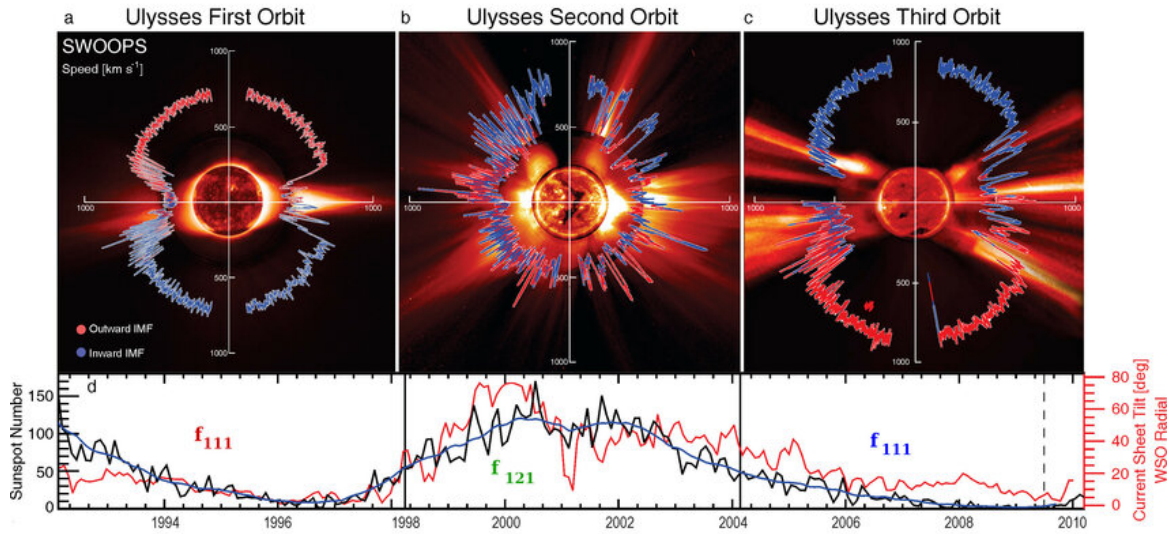 a Ulysses First Orbit
b Ulysses Second Orbit
c Ulysses Third Orbit
SWOOPS
Speed [km s⁻¹]
1000
500
1000
1000
500
1000
Outward IMF
Inward IMF
1000
500
1000
1000
500
1000
1000
500
1000
1000
500
1000
d
Sunspot Number
150
100
50
0
f111
f121
f111
80
60
40
20
0
Current Sheet Tilt [deg]
WSO Radial
1994
1996
1998
2000
2002
2004
2006
2008
2010